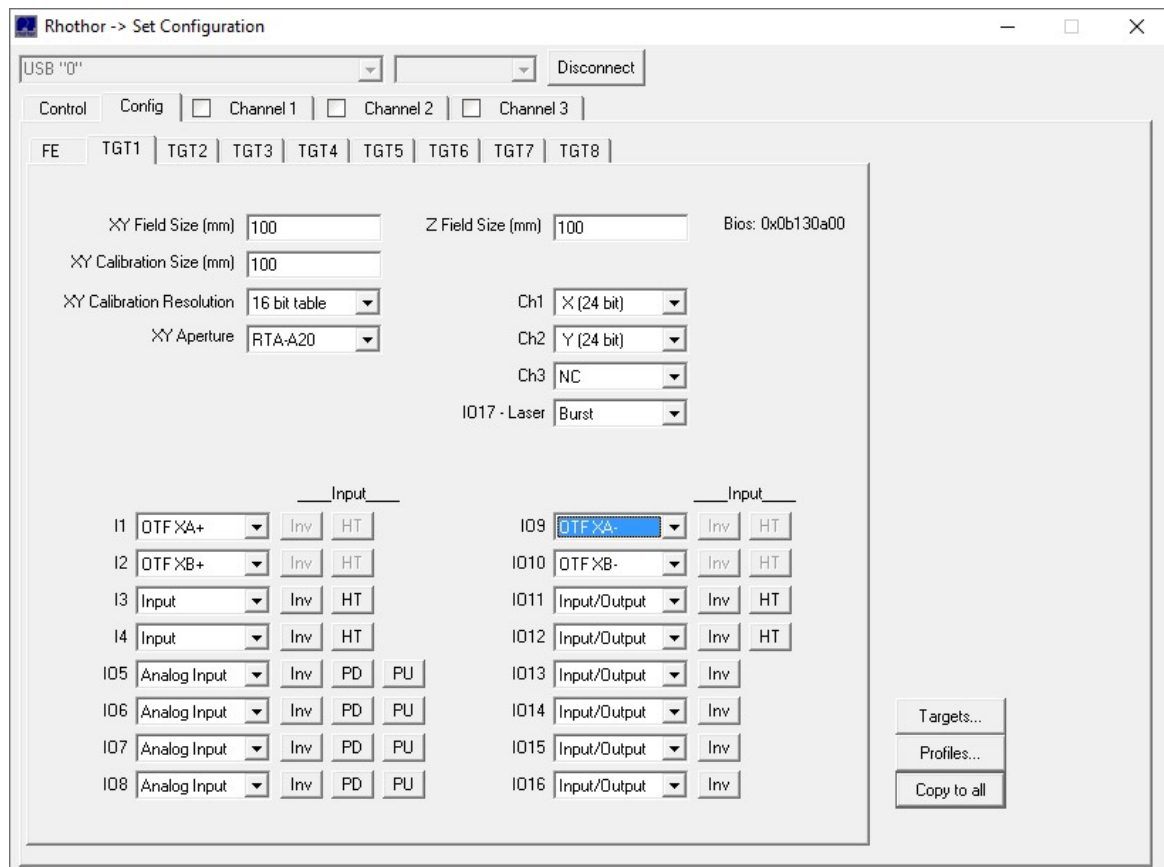 Rhothor -> Set Configuration
USB "0" Disconnect
Control Config Channel 1 Channel 2 Channel 3
FE TGT1 TGT2 TGT3 TGT4 TGT5 TGT6 TGT7 TGT8
XY Field Size (mm) 100 Z Field Size (mm) 100 Bios: 0x0b130a00
XY Calibration Size (mm) 100
XY Calibration Resolution 16 bit table Ch1 X (24 bit)
XY Aperture RTA-A20 Ch2 Y (24 bit)
Ch3 NC
IO17 - Laser Burst
____Input____ ____Input____
I1 OTF XA+ Inv HT IO9 OTF XA- Inv HT
I2 OTF XB+ Inv HT IO10 OTF XB- Inv HT
I3 Input Inv HT IO11 Input/Output Inv HT
I4 Input Inv HT IO12 Input/Output Inv HT
IO5 Analog Input Inv PD PU IO13 Input/Output Inv
IO6 Analog Input Inv PD PU IO14 Input/Output Inv Targets...
IO7 Analog Input Inv PD PU IO15 Input/Output Inv Profiles...
IO8 Analog Input Inv PD PU IO16 Input/Output Inv Copy to all